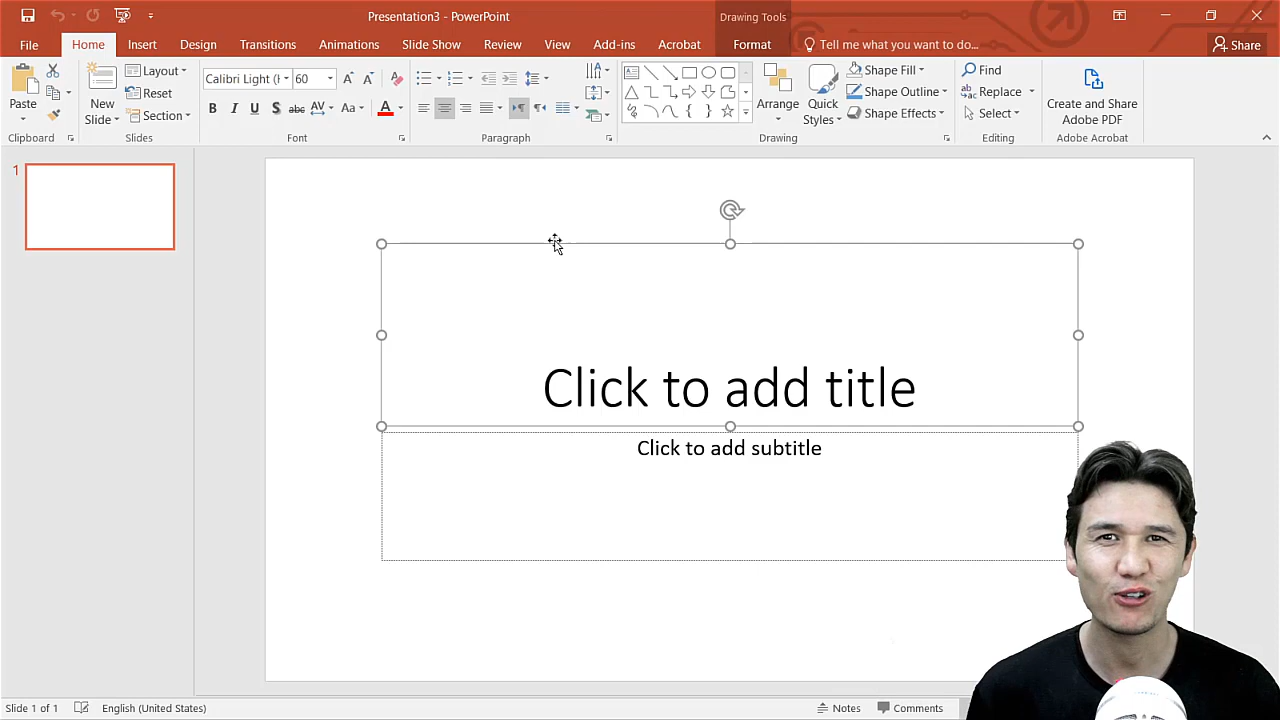 Presentation3 - PowerPoint
Drawing Tools
File Home Insert Design Transitions Animations Slide Show Review View Add-ins Acrobat Format Tell me what you want to do... Share
Paste
New
Slide
Layout
Reset
Section
Calibri Light (H
60
B I U S abc AV Aa A
Arrange
Quick
Styles
Shape Fill
Shape Outline
Shape Effects
Find
Replace
Select
Create and Share
Adobe PDF
Clipboard Slides Font Paragraph Drawing Editing Adobe Acrobat
1
Click to add title
Click to add subtitle
Slide 1 of 1 English (United States) Notes Comments